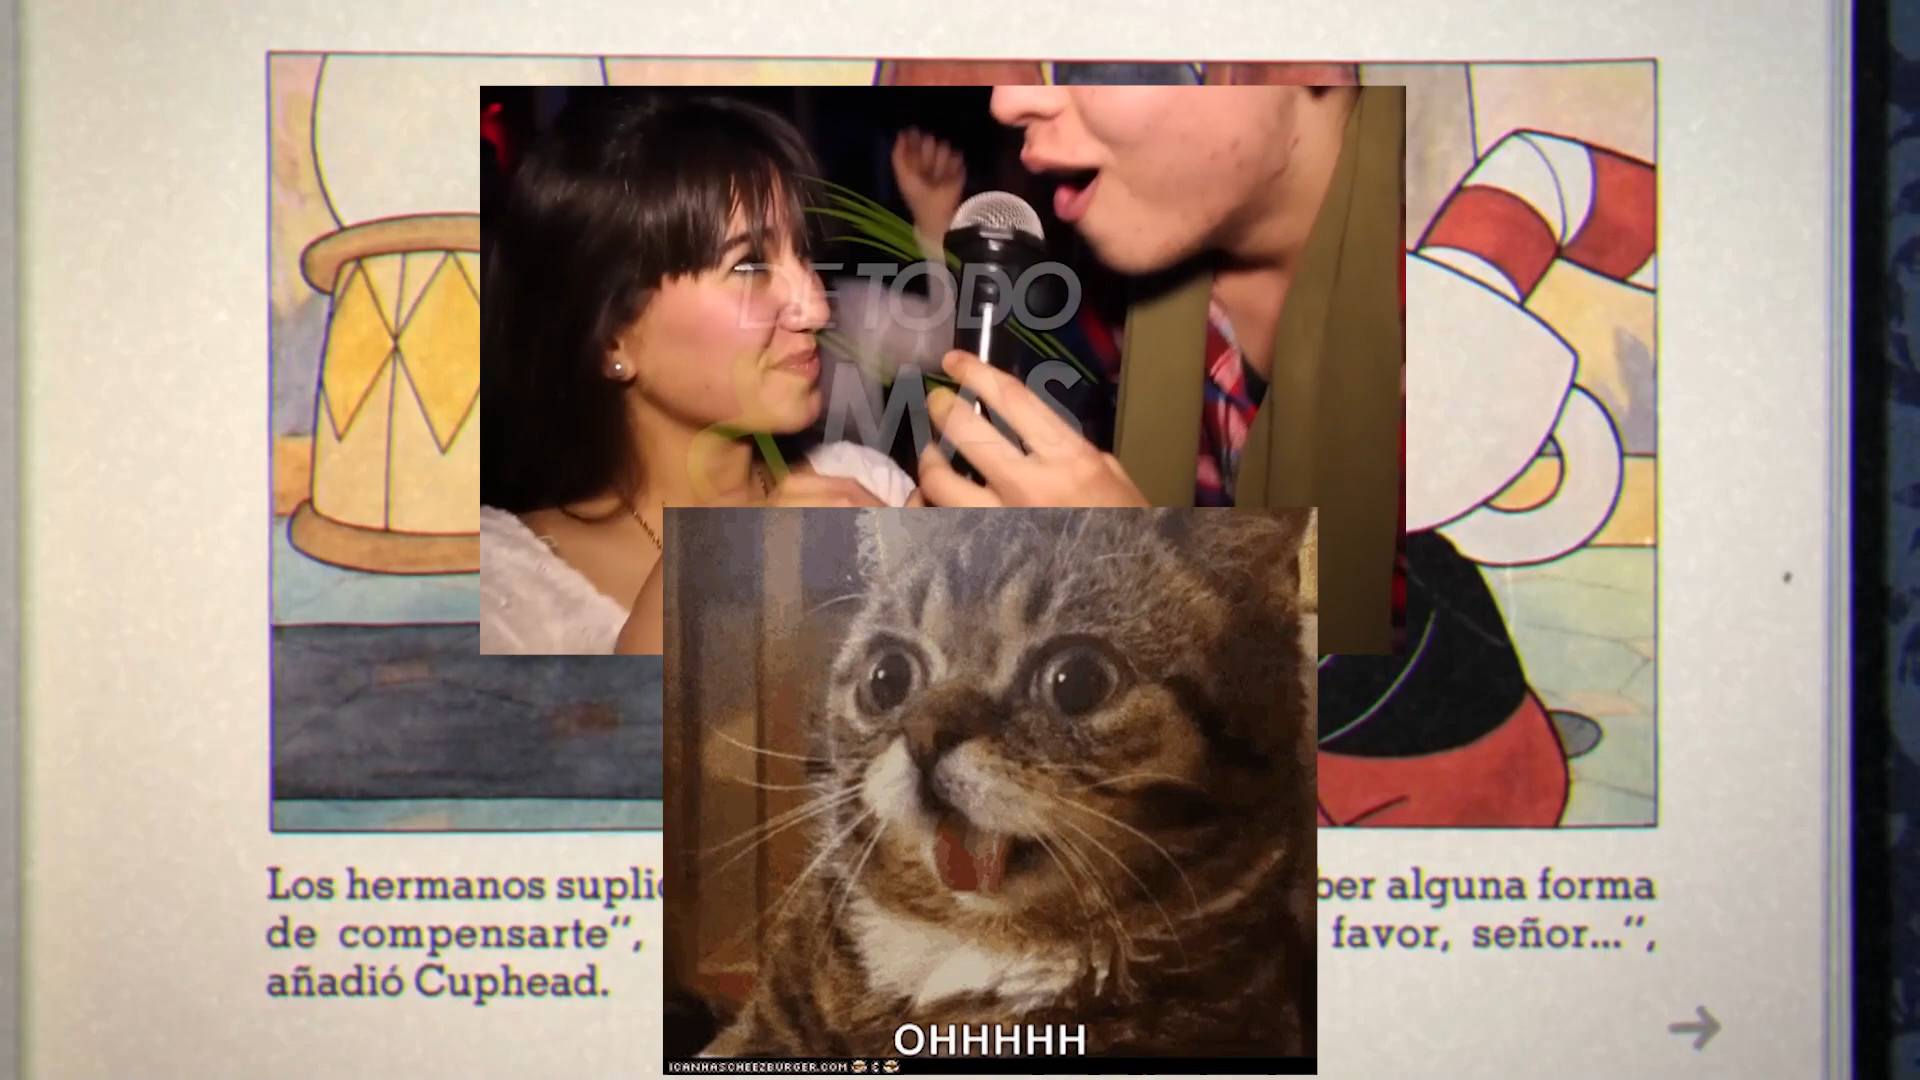 DE TODO
MAS
Los hermanos suplic
ber alguna forma
de compensarte”,
favor, señor...“,
añadió Cuphead.
OHHHHH
ICANHASCHEEZBURGER.COM